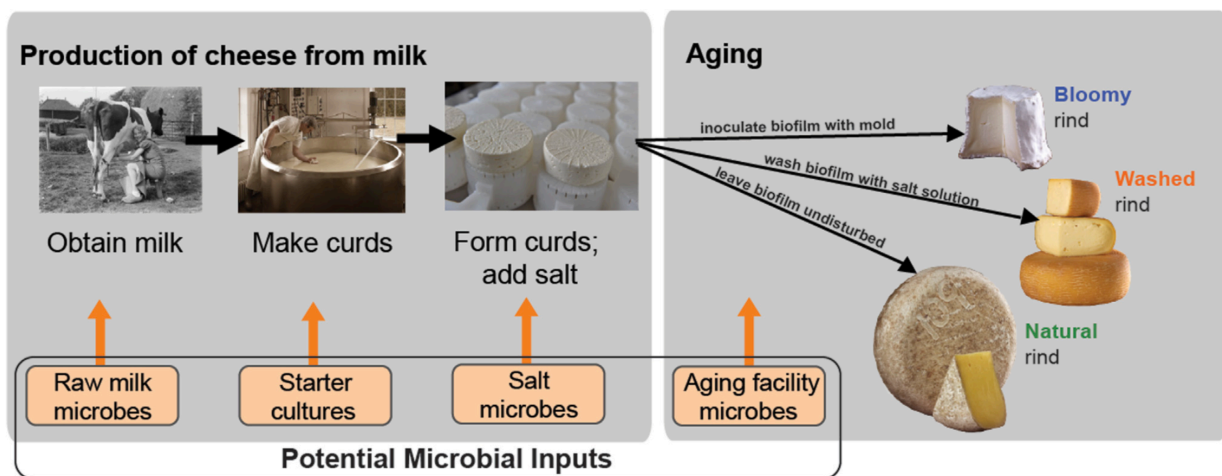 Production of cheese from milk
Obtain milk
Make curds
Form curds;
add salt
Raw milk
microbes
Starter
cultures
Salt
microbes
Aging facility
microbes
Potential Microbial Inputs
Aging
inoculate biofilm with mold
wash biofilm with salt solution
leave biofilm undisturbed
Bloomy
rind
Washed
rind
Natural
rind